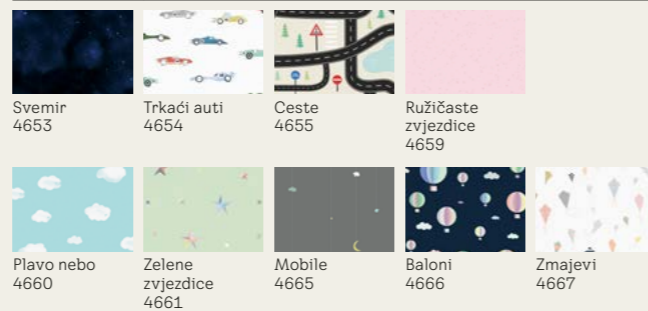 Svemir
4653
Trkaći auti
4654
Ceste
4655
Ružičaste
zvjezdice
4659
Plavo nebo
4660
Zelene
zvjezdice
4661
Mobile
4665
Baloni
4666
Zmajevi
4667